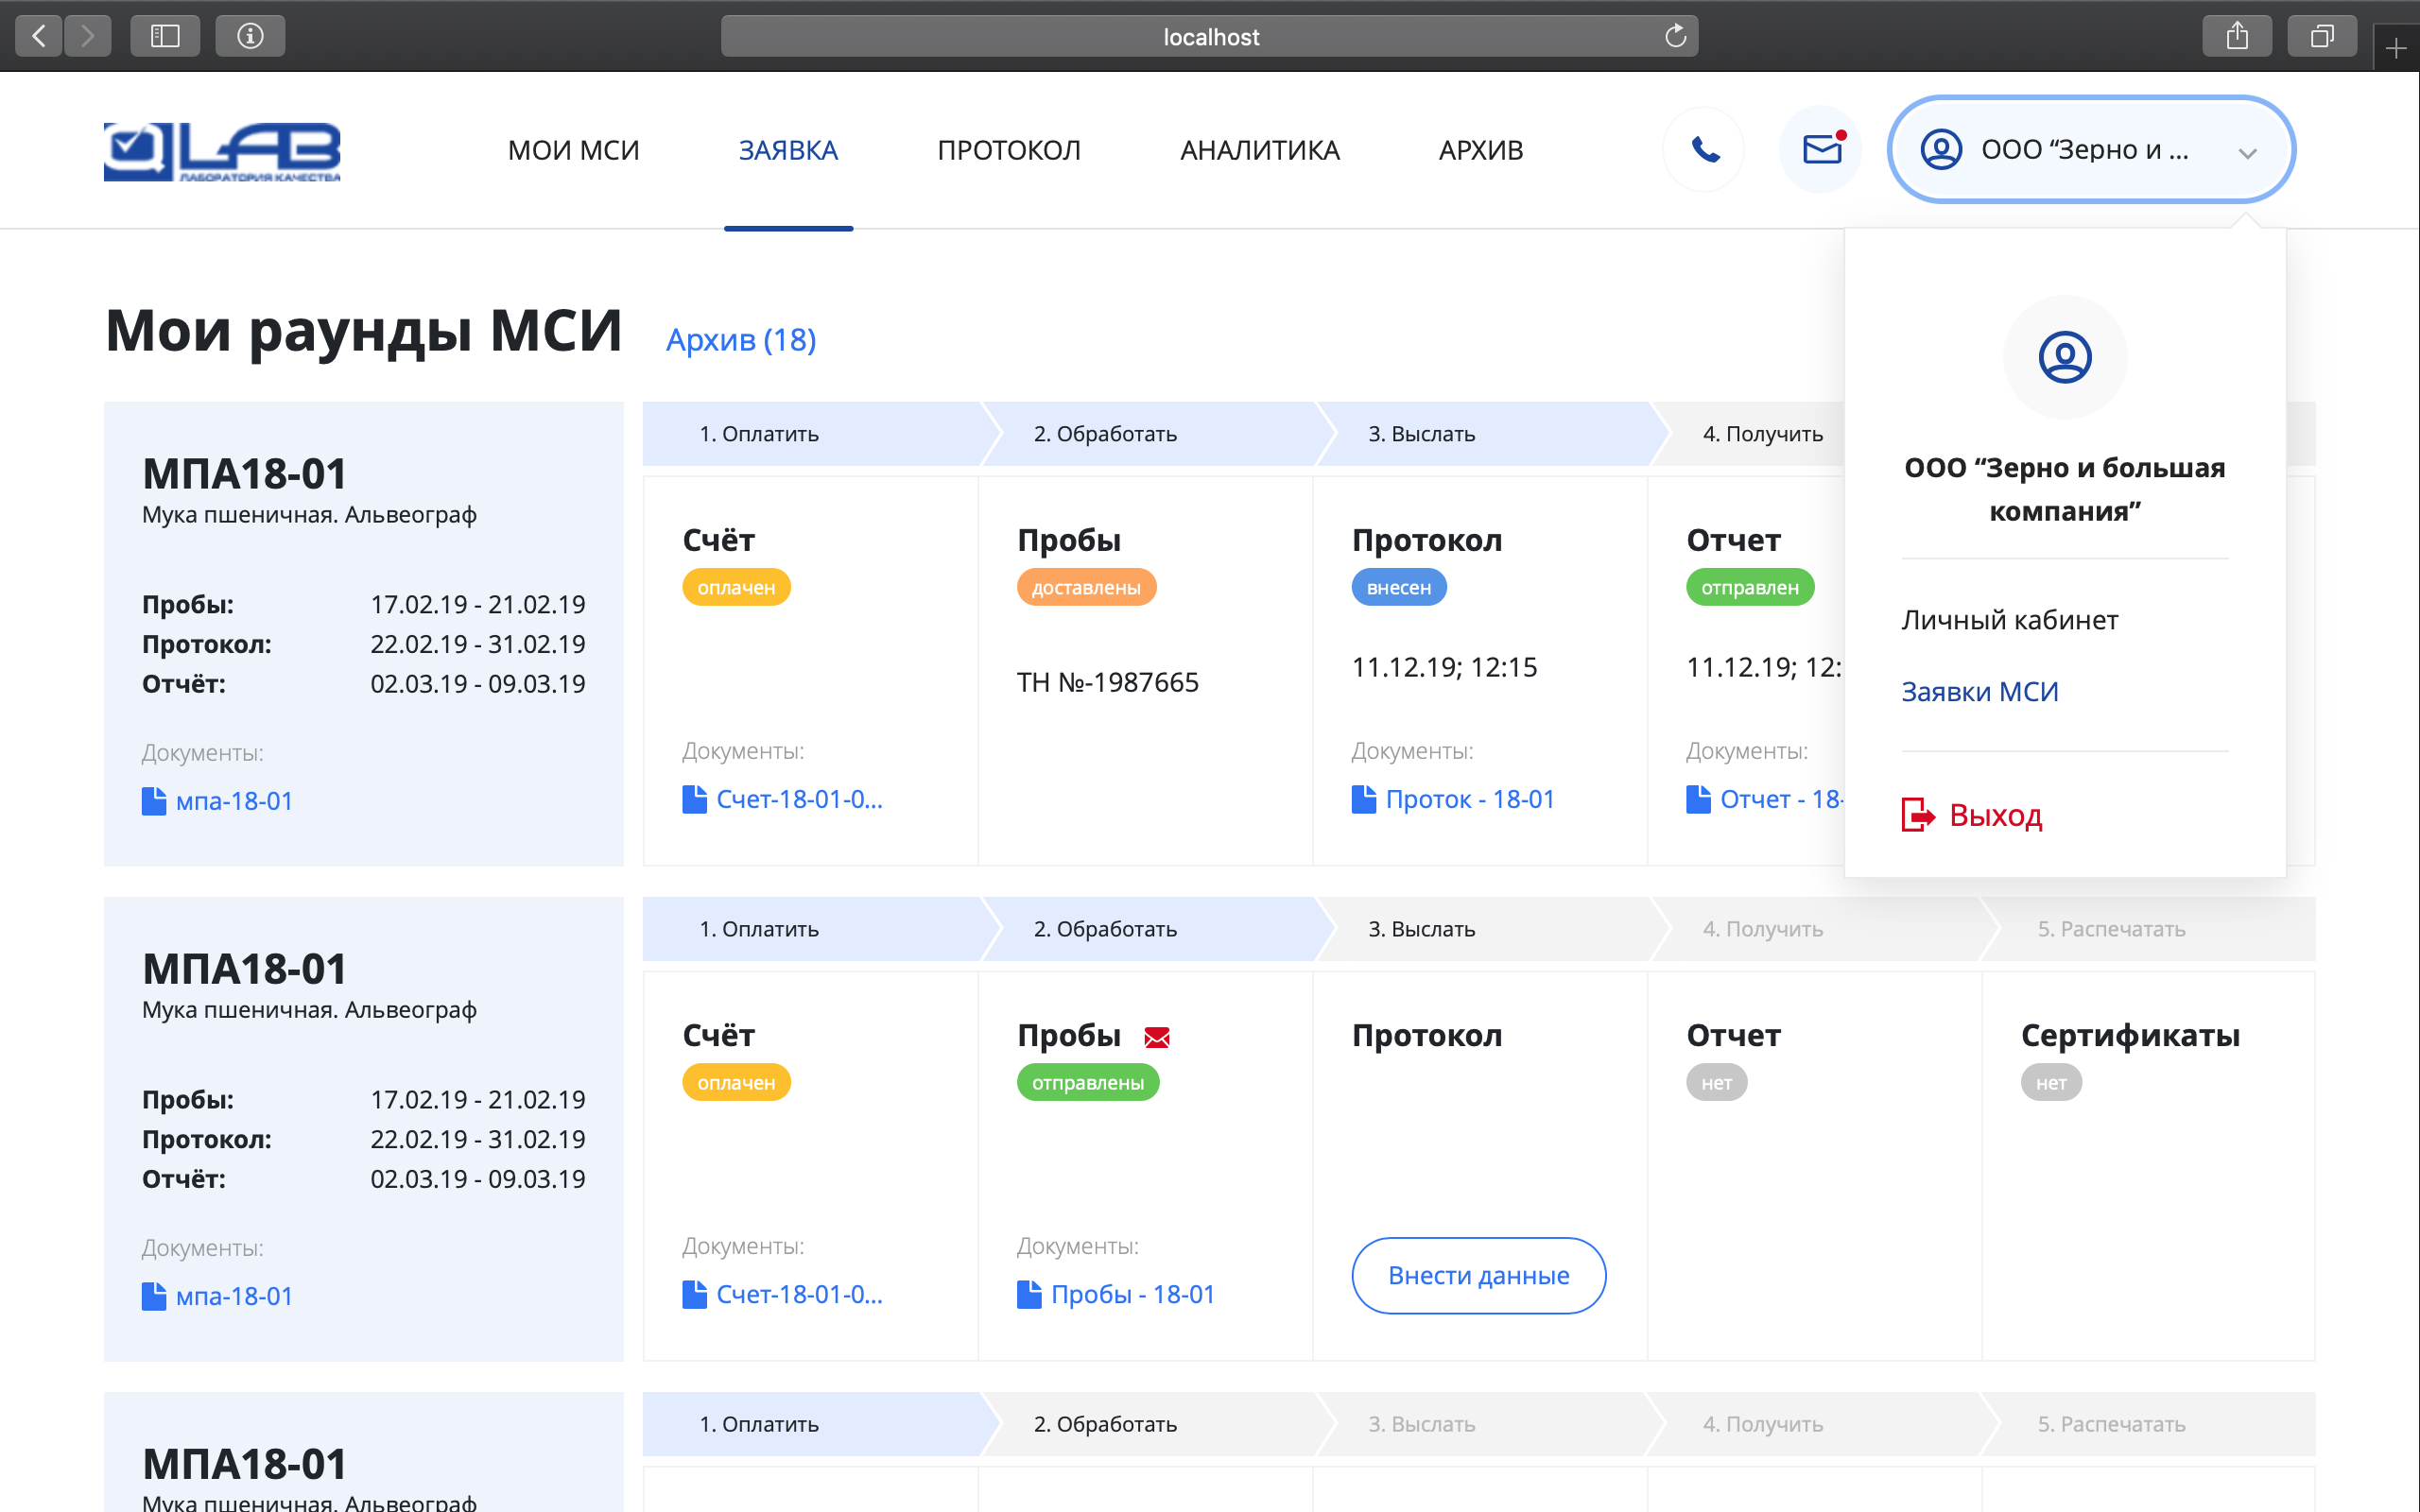 localhost
QLAB
ЛАБОРАТОРИЯ КАЧЕСТВА
МОИ МСИ
ЗАЯВКА
ПРОТОКОЛ
АНАЛИТИКА
АРХИВ
ООО “Зерно и ...
ООО “Зерно и большая
компания”
Личный кабинет
Заявки МСИ
Выход
Мои раунды МСИ
Архив (18)
МПА18-01
Мука пшеничная. Альвеограф
Пробы: 17.02.19 - 21.02.19
Протокол: 22.02.19 - 31.02.19
Отчёт: 02.03.19 - 09.03.19
Документы:
мпа-18-01
1. Оплатить
2. Обработать
3. Выслать
4. Получить
Счёт
оплачен
Документы:
Счет-18-01-0...
Пробы
доставлены
ТН №-1987665
Протокол
внесен
11.12.19; 12:15
Документы:
Проток - 18-01
Отчет
отправлен
11.12.19; 12:
Документы:
Отчет - 18-
МПА18-01
Мука пшеничная. Альвеограф
Пробы: 17.02.19 - 21.02.19
Протокол: 22.02.19 - 31.02.19
Отчёт: 02.03.19 - 09.03.19
Документы:
мпа-18-01
1. Оплатить
2. Обработать
3. Выслать
4. Получить
5. Распечатать
Счёт
оплачен
Документы:
Счет-18-01-0...
Пробы
отправлены
Документы:
Пробы - 18-01
Протокол
Внести данные
Отчет
нет
Сертификаты
нет
МПА18-01
Мука пшеничная. Альвеограф
1. Оплатить
2. Обработать
3. Выслать
4. Получить
5. Распечатать